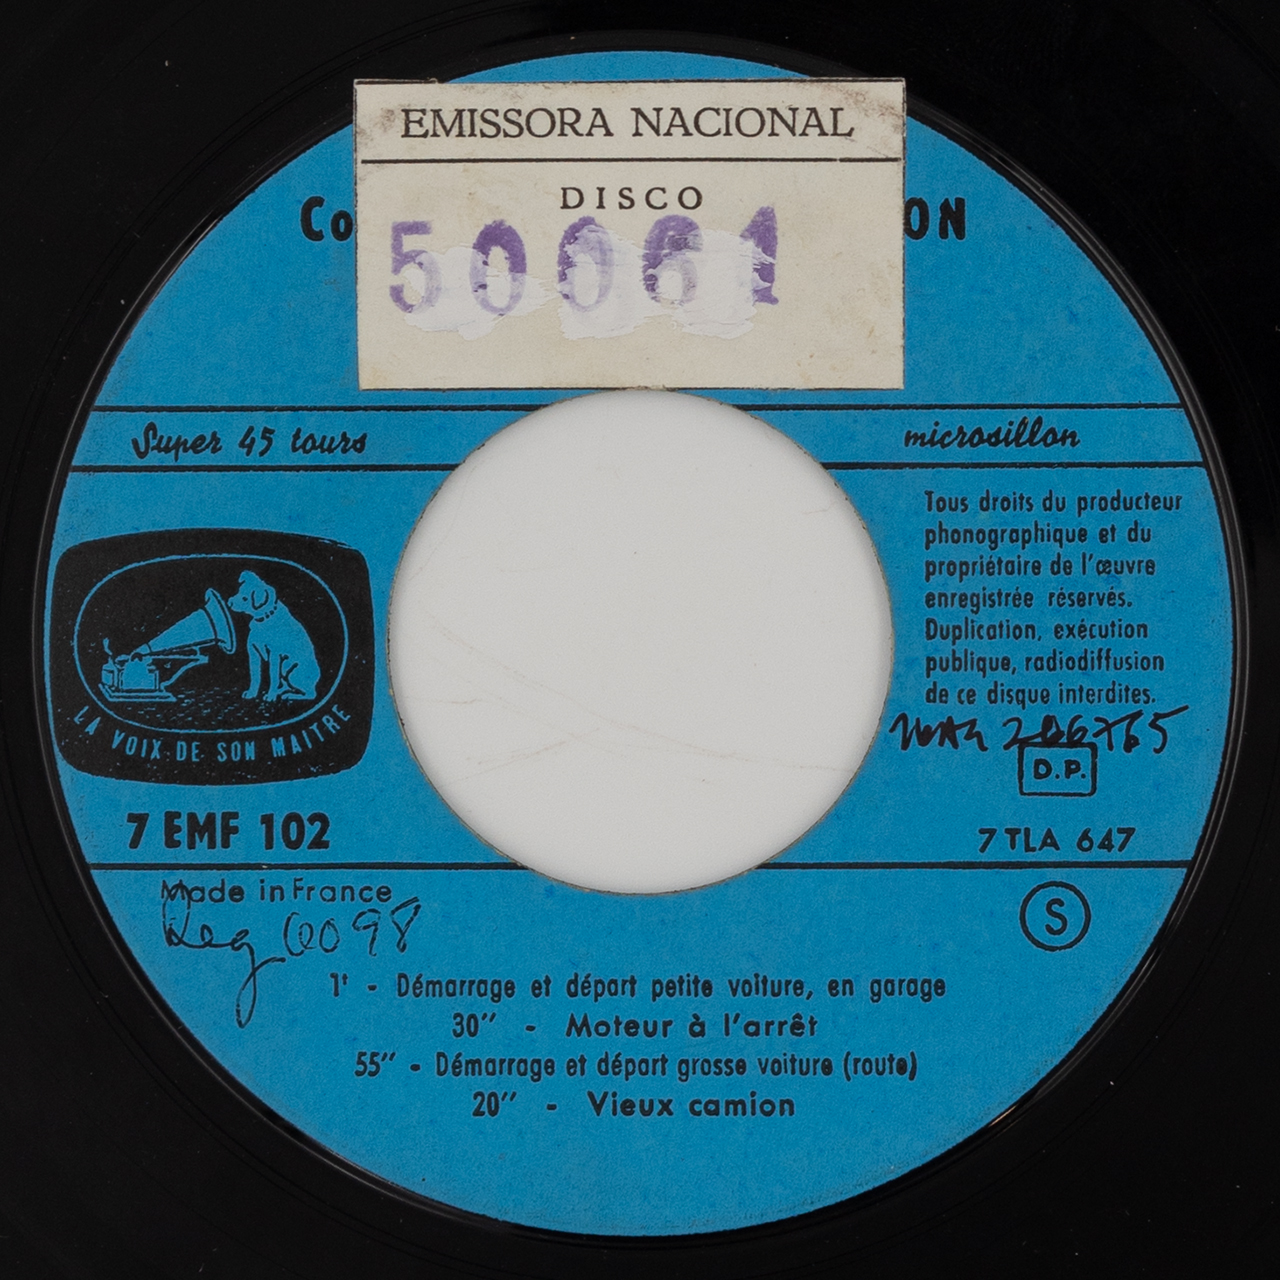 EMISSORA NACIONAL
DISCO
50061
Co ON
Super 45 tours microsillon
Tous droits du producteur
phonographique et du
propriétaire de l'œuvre
enregistrée réservés.
Duplication, exécution
publique, radiodiffusion
de ce disque interdites.
LA VOIX DE SON MAITRE
D.P.
7 EMF 102 7 TLA 647
Made in France
Reg 6098
S
1' - Démarrage et départ petite voiture, en garage
30" - Moteur à l'arrêt
55" - Démarrage et départ grosse voiture (route)
20" - Vieux camion